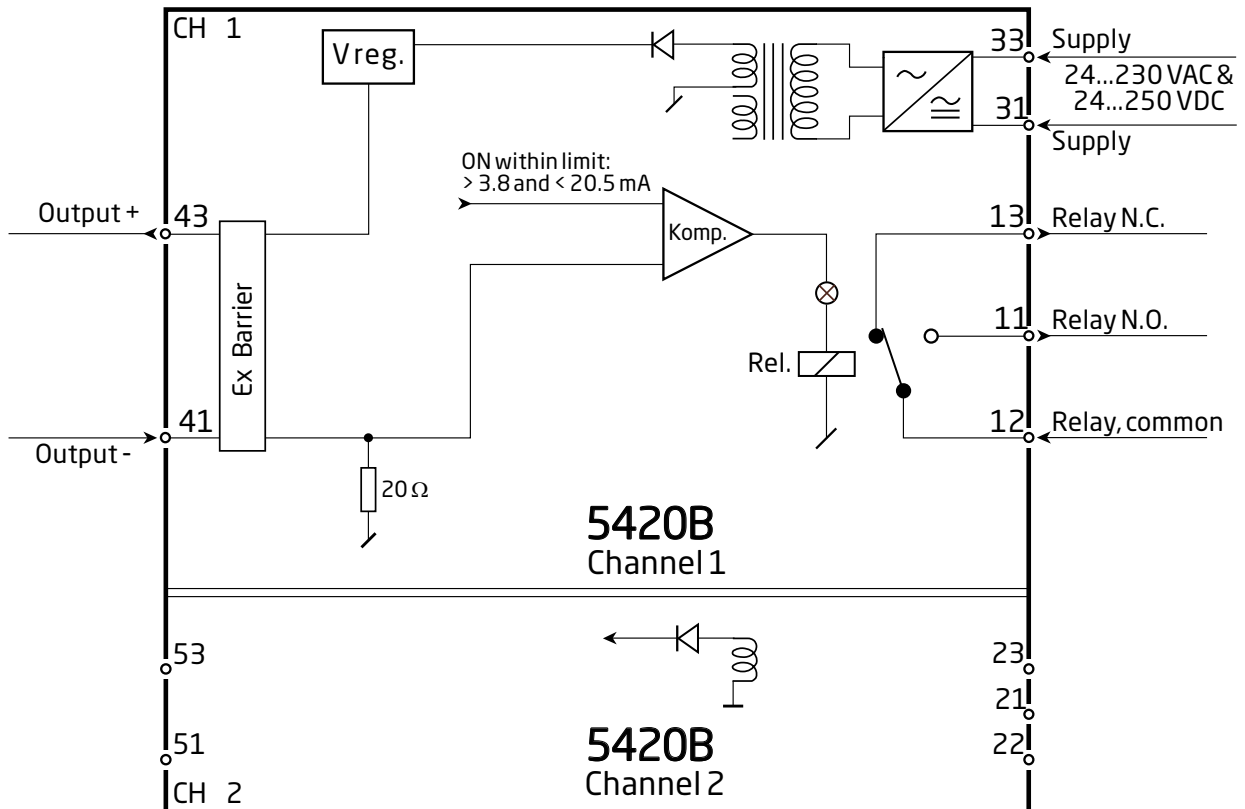 CH 1
Vreg.
33
Supply
24...230 VAC &
24...250 VDC
31
Supply
ON within limit:
> 3.8 and < 20.5 mA
Output +
43
Komp.
13
Relay N.C.
Ex Barrier
11
Relay N.O.
Rel.
41
12
Relay, common
Output -
20 Ω
5420B
Channel 1
53
23
21
51
5420B
22
Channel 2
CH 2